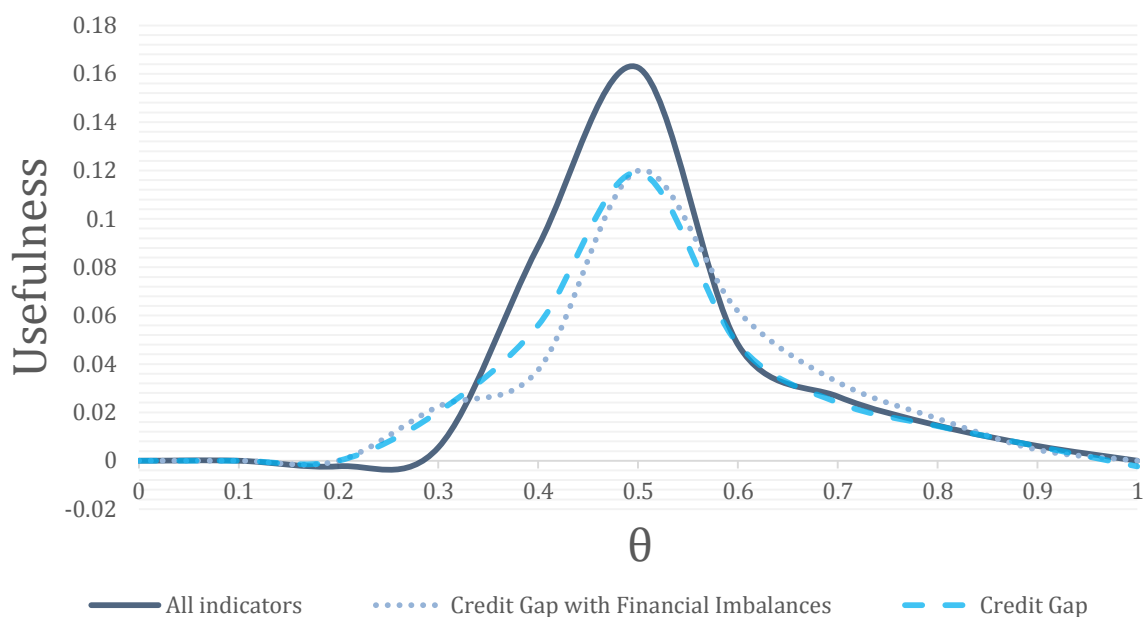 0.18
0.16
0.14
0.12
0.1
0.08
0.06
0.04
0.02
0
-0.02
Usefulness
0 0.1 0.2 0.3 0.4 0.5 0.6 0.7 0.8 0.9 1
θ
All indicators Credit Gap with Financial Imbalances Credit Gap